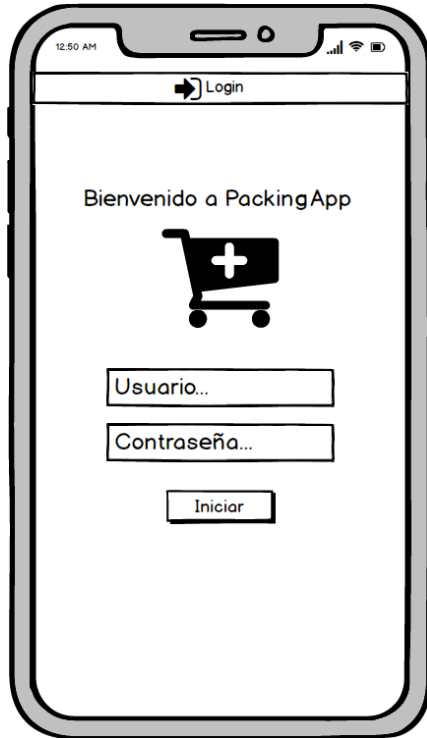 12:50 AM
Login
Bienvenido a PackingApp
Usuario...
Contraseña...
Iniciar